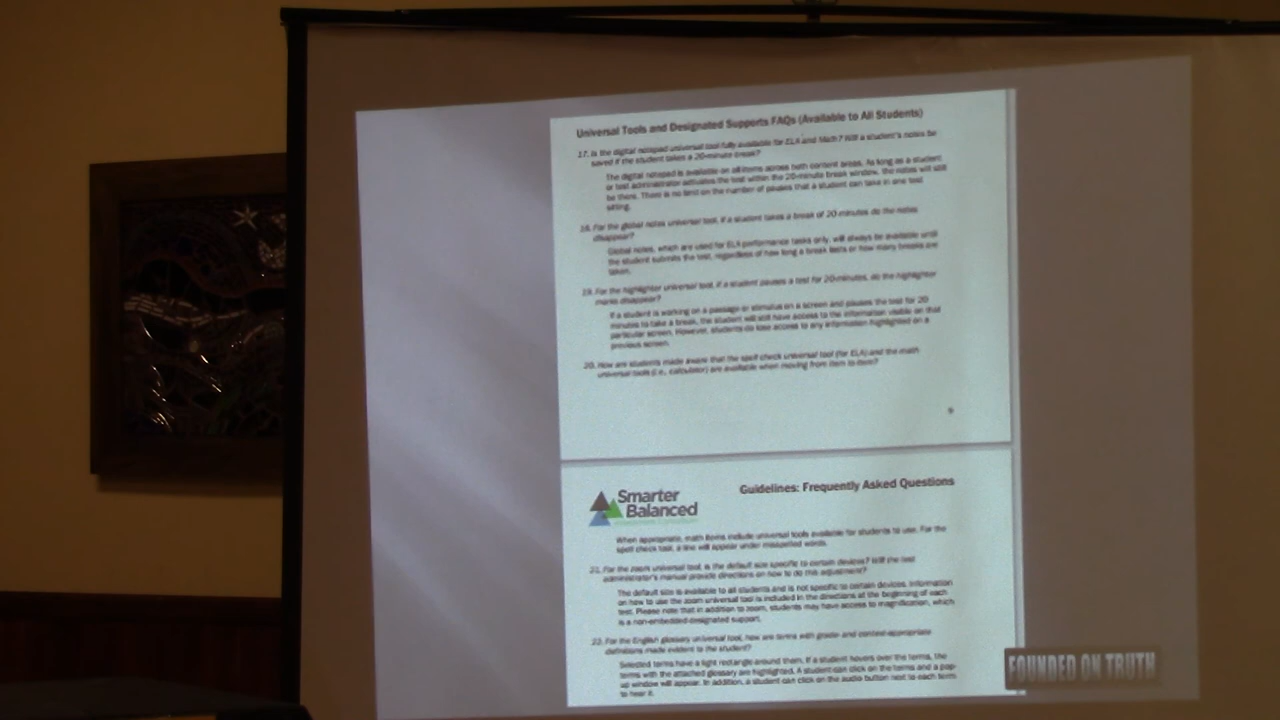 Universal Tools and Designated Supports FAQs (Available to All Students)
17. Is the digital notepad universal tool fully available for ELA and Math? Will a student's notes be
saved if the student takes a 20-minute break?
The digital notepad is available on all items across both content areas. As long as a student
or test administrator activates the test within the 20-minute break window, the notes will still
be there. There is no limit on the number of pauses that a student can take in one test
sitting.
18. For the global notes universal tool, if a student takes a break of 20 minutes do the notes
disappear?
Global notes, which are used for ELA performance tasks only, will always be available until
the student submits the test, regardless of how long a break lasts or how many breaks are
taken.
19. For the highlighter universal tool, if a student pauses a test for 20-minutes, do the highlighter
marks disappear?
If a student is working on a passage or stimulus on a screen and pauses the test for 20
minutes to take a break, the student will still have access to the information visible on that
particular screen. However, students do lose access to any information highlighted on a
previous screen.
20. How are students made aware that the spell check universal tool (for ELA) and the math
universal tools (i.e., calculator) are available when moving from item to item?
9
Smarter
Balanced
Guidelines: Frequently Asked Questions
When appropriate, math items include universal tools available for students to use. For the
spell check tool, a line will appear under misspelled words.
21. For the zoom universal tool, is the default size specific to certain devices? Will the test
administrator's manual provide directions on how to do this adjustment?
The default size is available to all students and is not specific to certain devices. Information
on how to use the zoom universal tool is included in the directions at the beginning of each
test. Please note that in addition to zoom, students may have access to magnification, which
is a non-embedded designated support.
22. For the English glossary universal tool, how are terms with grade- and context-appropriate
definitions made evident to the student?
Selected terms have a light rectangle around them. If a student hovers over the terms, the
terms with the attached glossary are highlighted. A student can click on the terms and a pop-
up window will appear. In addition, a student can click on the audio button next to each term
to hear it.
FOUNDED ON TRUTH